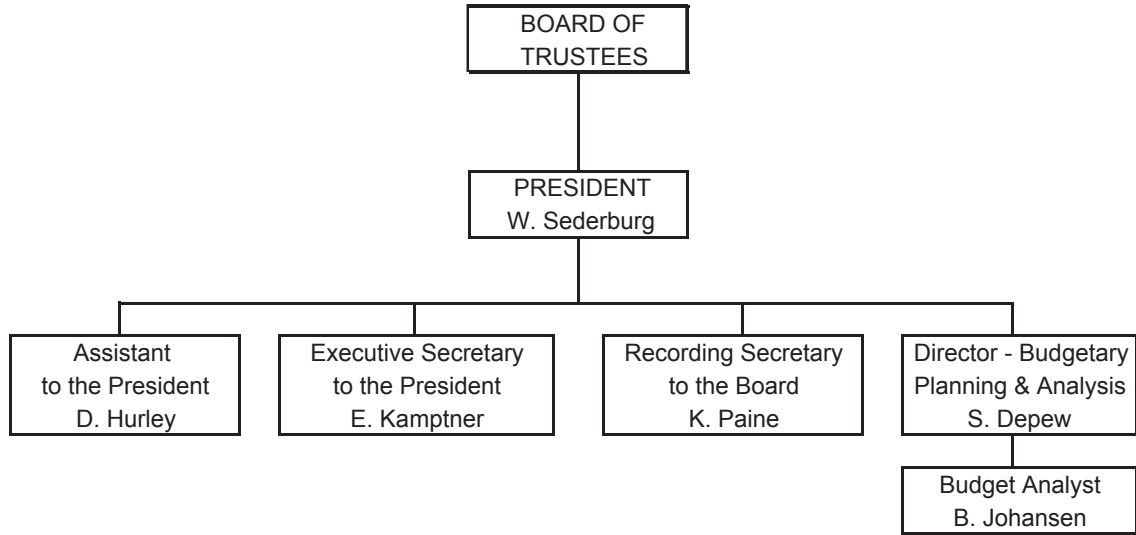 BOARD OF
TRUSTEES
PRESIDENT
W. Sederburg
Assistant
to the President
D. Hurley
Executive Secretary
to the President
E. Kamptner
Recording Secretary
to the Board
K. Paine
Director - Budgetary
Planning & Analysis
S. Depew
Budget Analyst
B. Johansen